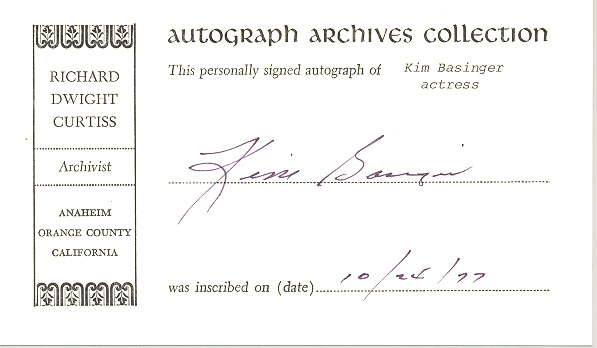 AUTOGRAPH ARCHIVES COLLECTION
This personally signed autograph of Kim Basinger
actress
RICHARD
DWIGHT
CURTISS
Archivist
ANAHEIM
ORANGE COUNTY
CALIFORNIA
Kim Basinger
was inscribed on (date) 10/24/77